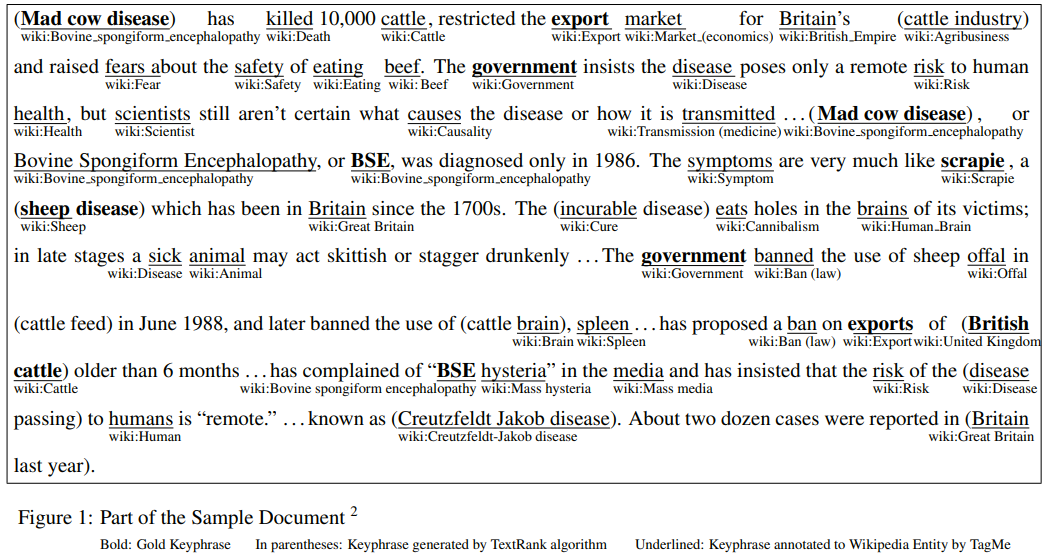 (Mad cow disease) has killed 10,000 cattle, restricted the export market for Britain's (cattle industry)
wiki:Bovine_spongiform_encephalopathy wiki:Death wiki:Cattle wiki:Export wiki:Market_(economics) wiki:British_Empire wiki:Agribusiness
and raised fears about the safety of eating beef. The government insists the disease poses only a remote risk to human
wiki:Fear wiki:Safety wiki:Eating wiki: Beef wiki:Government wiki:Disease wiki:Risk
health, but scientists still aren't certain what causes the disease or how it is transmitted ...(Mad cow disease) , or
wiki:Health wiki:Scientist wiki:Causality wiki:Transmission (medicine) wiki:Bovine_spongiform_encephalopathy
Bovine Spongiform Encephalopathy, or BSE, was diagnosed only in 1986. The symptoms are very much like scrapie , a
wiki:Bovine_spongiform_encephalopathy wiki:Bovine_spongiform_encephalopathy wiki:Symptom wiki:Scrapie
(sheep disease) which has been in Britain since the 1700s. The (incurable disease) eats holes in the brains of its victims;
wiki:Sheep wiki:Great Britain wiki:Cure wiki:Cannibalism wiki:Human_Brain
in late stages a sick animal may act skittish or stagger drunkenly ...The government banned the use of sheep offal in
wiki:Disease wiki:Animal wiki:Government wiki:Ban (law) wiki:Offal
(cattle feed) in June 1988, and later banned the use of (cattle brain), spleen ...has proposed a ban on exports of (British
wiki:Brain wiki:Spleen wiki:Ban (law) wiki:Export wiki:United Kingdom
cattle) older than 6 months ...has complained of "BSE hysteria" in the media and has insisted that the risk of the (disease
wiki:Cattle wiki:Bovine spongiform encephalopathy wiki:Mass hysteria wiki:Mass media wiki:Risk wiki:Disease
passing) to humans is "remote." ...known as (Creutzfeldt Jakob disease). About two dozen cases were reported in (Britain
wiki:Human wiki:Creutzfeldt-Jakob disease wiki:Great Britain
last year).
Figure 1: Part of the Sample Document 2
Bold: Gold Keyphrase In parentheses: Keyphrase generated by TextRank algorithm Underlined: Keyphrase annotated to Wikipedia Entity by TagMe